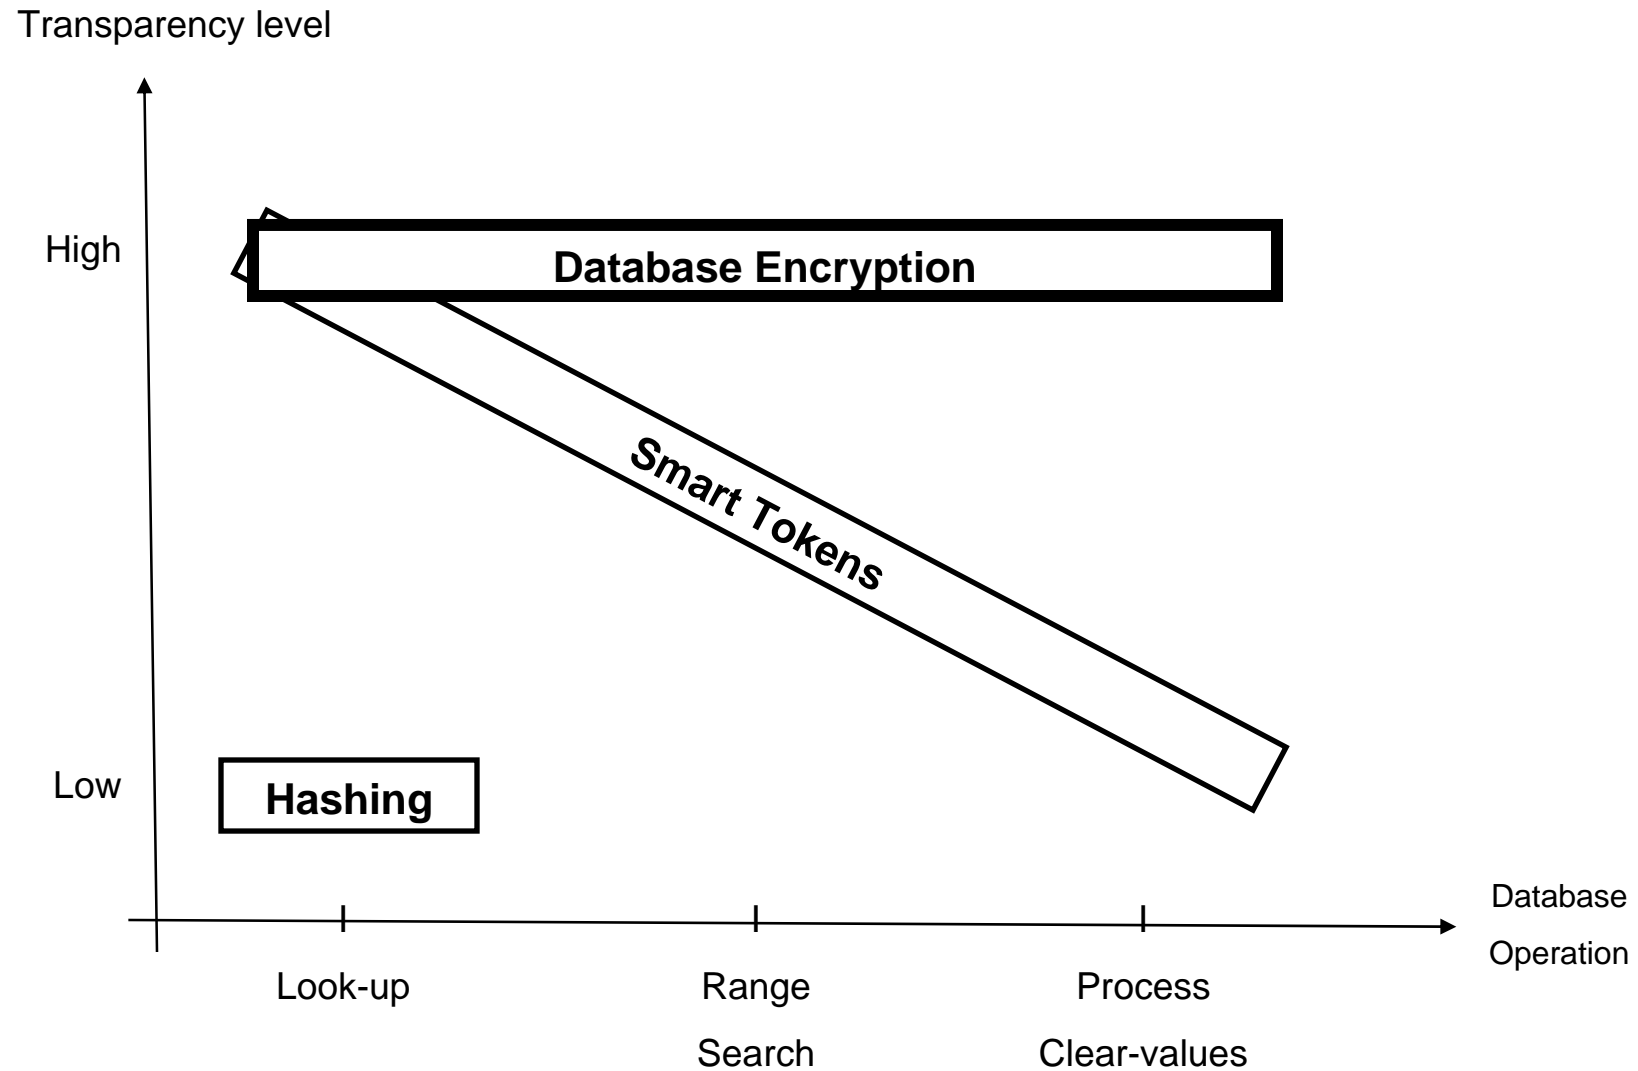 Transparency level
High
Database Encryption
Smart Tokens
Low
Hashing
Database
Operation
Look-up
Range
Search
Process
Clear-values